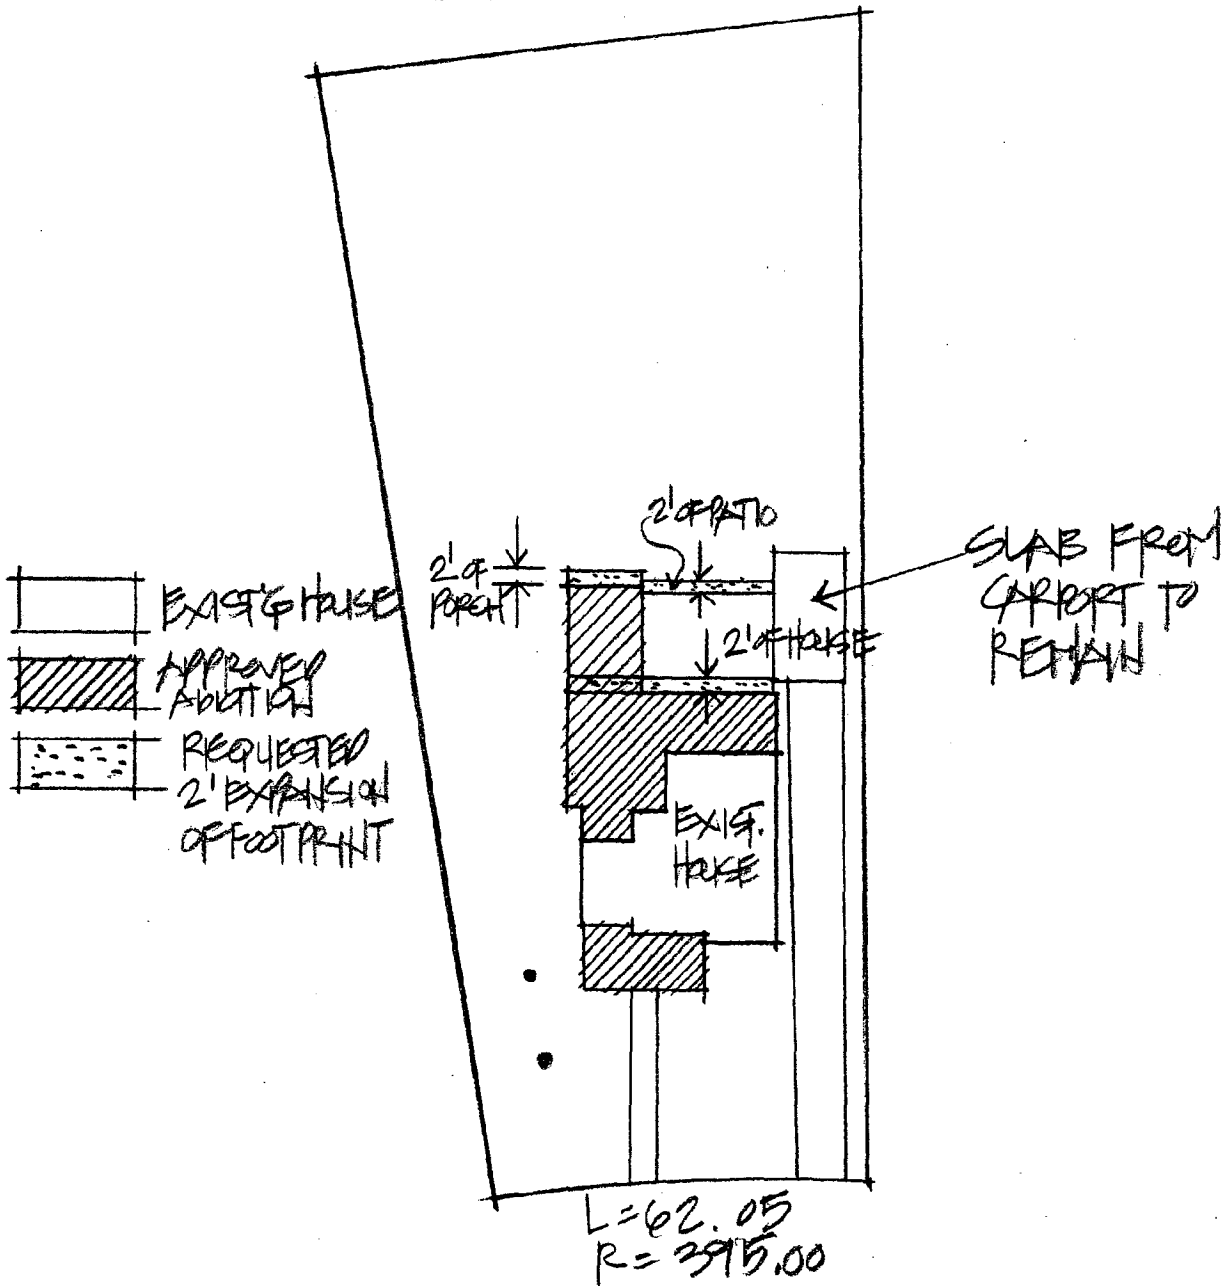 EXIST'G HOUSE
APPROVED
ADDITION
REQUESTED
2' EXPANSION
OF FOOTPRINT
2' OF
PORCH
2' OF PATIO
2' OF HOUSE
SLAB FROM
CARPORT TO
REMAIN
EXIST.
HOUSE
L=62.05
R=395.00